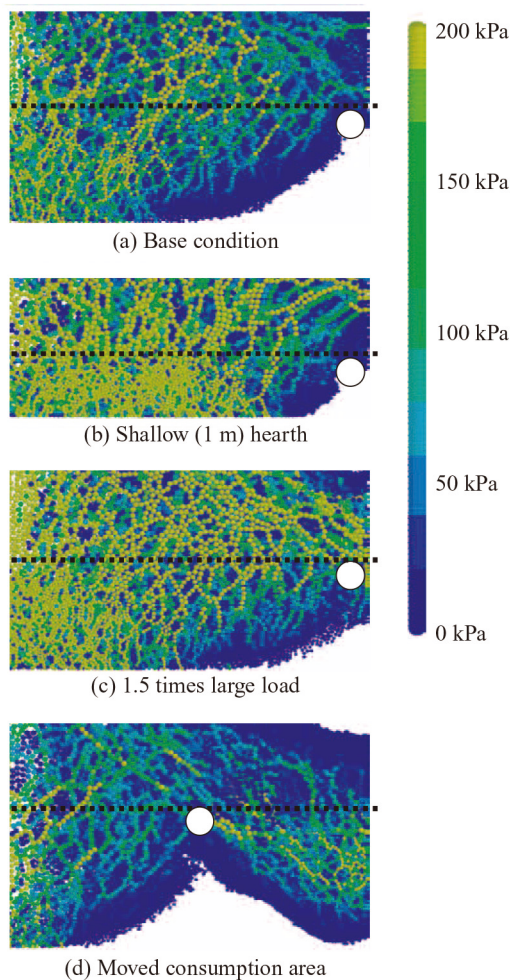 200 kPa
150 kPa
100 kPa
50 kPa
0 kPa
(a) Base condition
(b) Shallow (1 m) hearth
(c) 1.5 times large load
(d) Moved consumption area